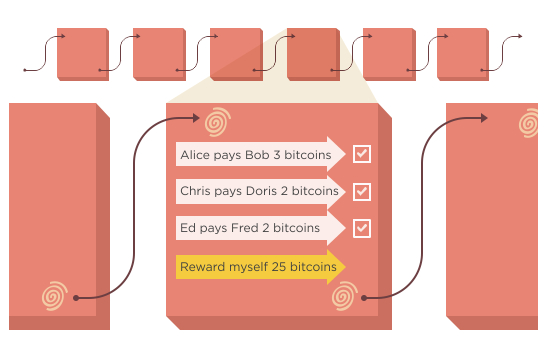 Alice pays Bob 3 bitcoins
Chris pays Doris 2 bitcoins
Ed pays Fred 2 bitcoins
Reward myself 25 bitcoins